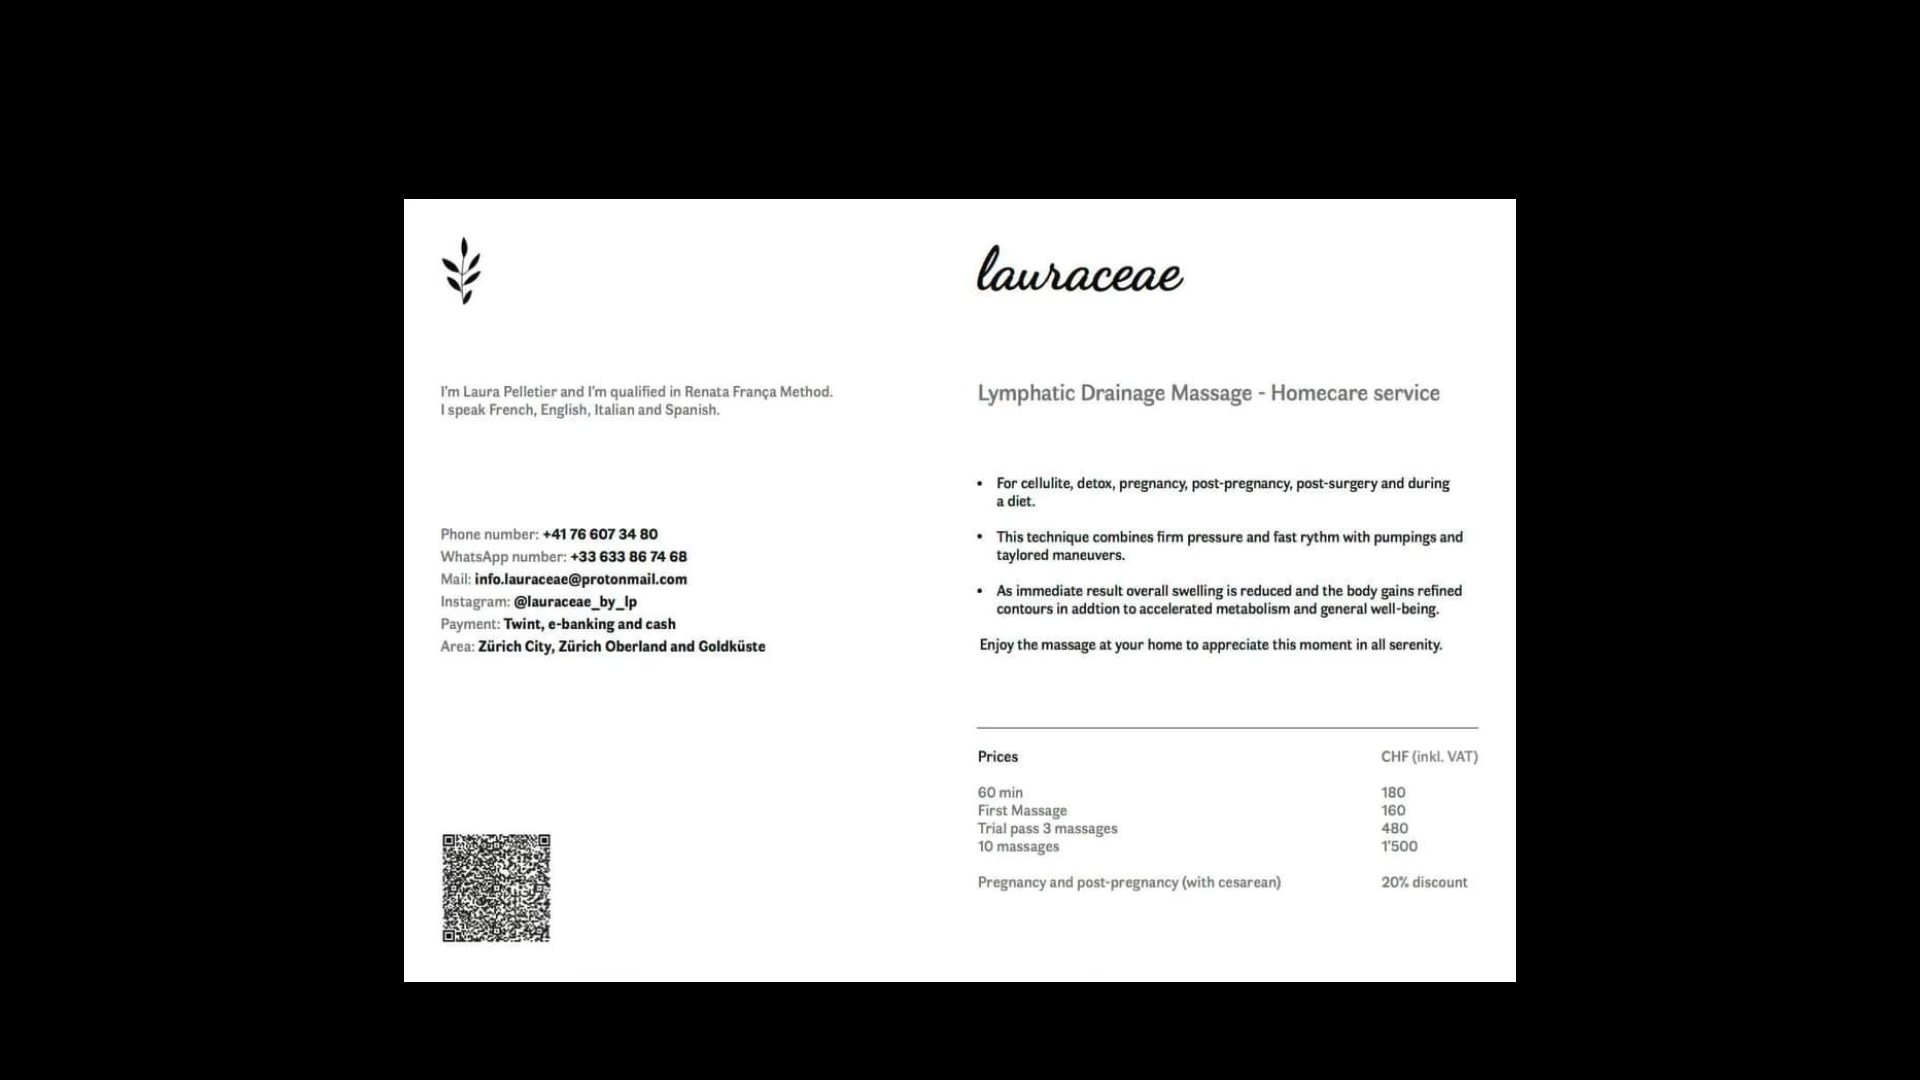 I'm Laura Pelletier and I'm qualified in Renata França Method.
I speak French, English, Italian and Spanish.
Phone number: +41 76 607 34 80
WhatsApp number: +33 633 86 74 68
Mail: info.lauraceae@protonmail.com
Instagram: @lauraceae_by_lp
Payment: Twint, e-banking and cash
Area: Zürich City, Zürich Oberland and Goldküste
lauraceae
Lymphatic Drainage Massage - Homecare service
• For cellulite, detox, pregnancy, post-pregnancy, post-surgery and during
a diet.
• This technique combines firm pressure and fast rythm with pumpings and
taylored maneuvers.
• As immediate result overall swelling is reduced and the body gains refined
contours in addtion to accelerated metabolism and general well-being.
Enjoy the massage at your home to appreciate this moment in all serenity.
Prices CHF (inkl. VAT)
60 min 180
First Massage 160
Trial pass 3 massages 480
10 massages 1'500
Pregnancy and post-pregnancy (with cesarean) 20% discount